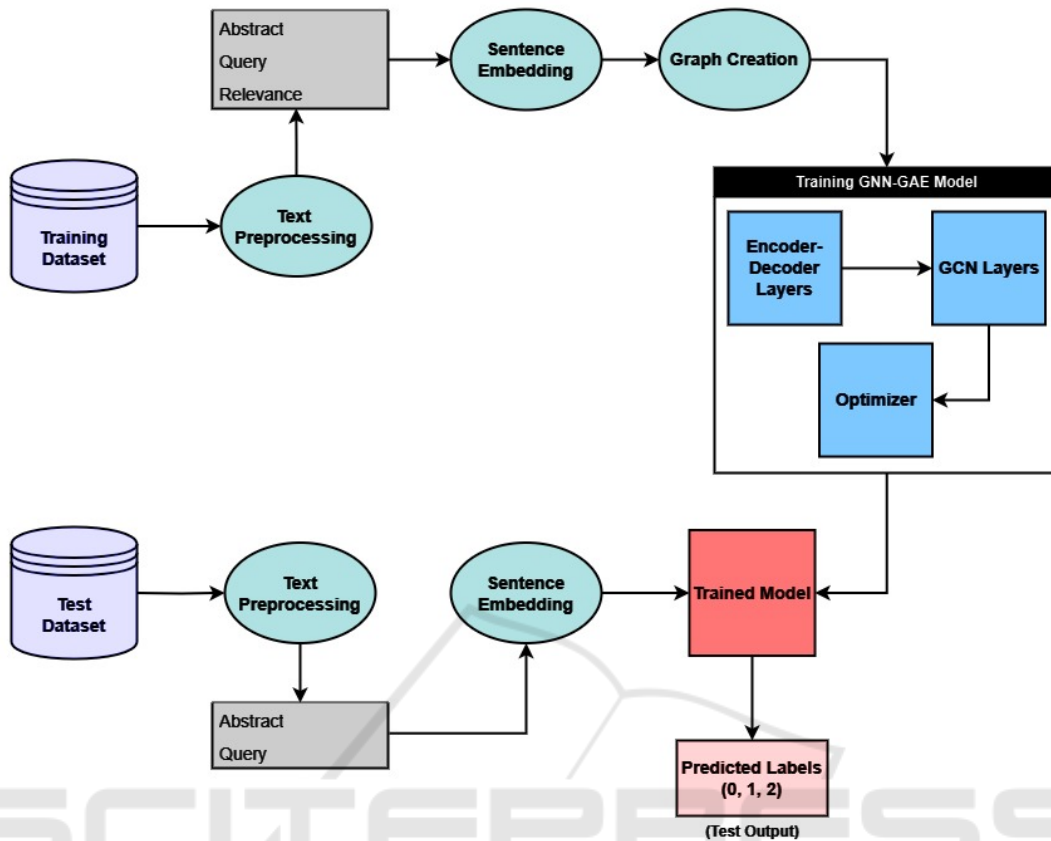 Abstract
Query
Relevance
Sentence
Embedding
Graph Creation
Training
Dataset
Text
Preprocessing
Training GNN-GAE Model
Encoder-
Decoder
Layers
GCN Layers
Optimizer
Test
Dataset
Text
Preprocessing
Sentence
Embedding
Trained Model
Abstract
Query
Predicted Labels
(0, 1, 2)
(Test Output)
SCITEPRESS